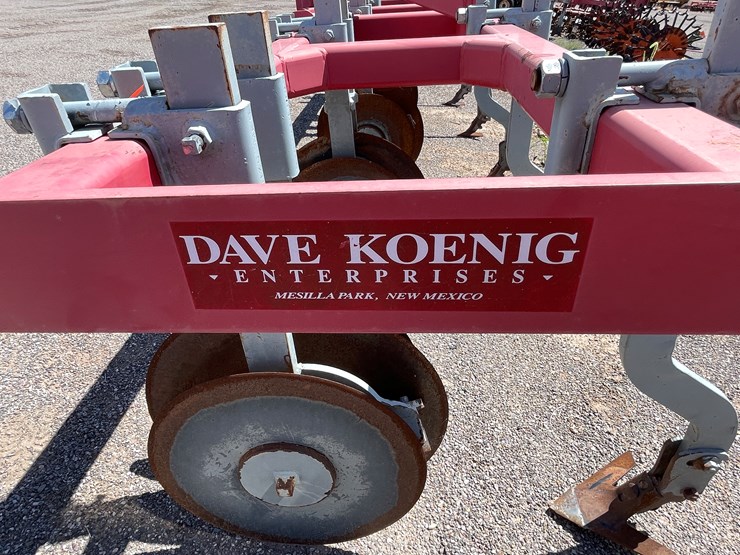 DAVE KOENIG
ENTERPRISES
MESILLA PARK, NEW MEXICO
M